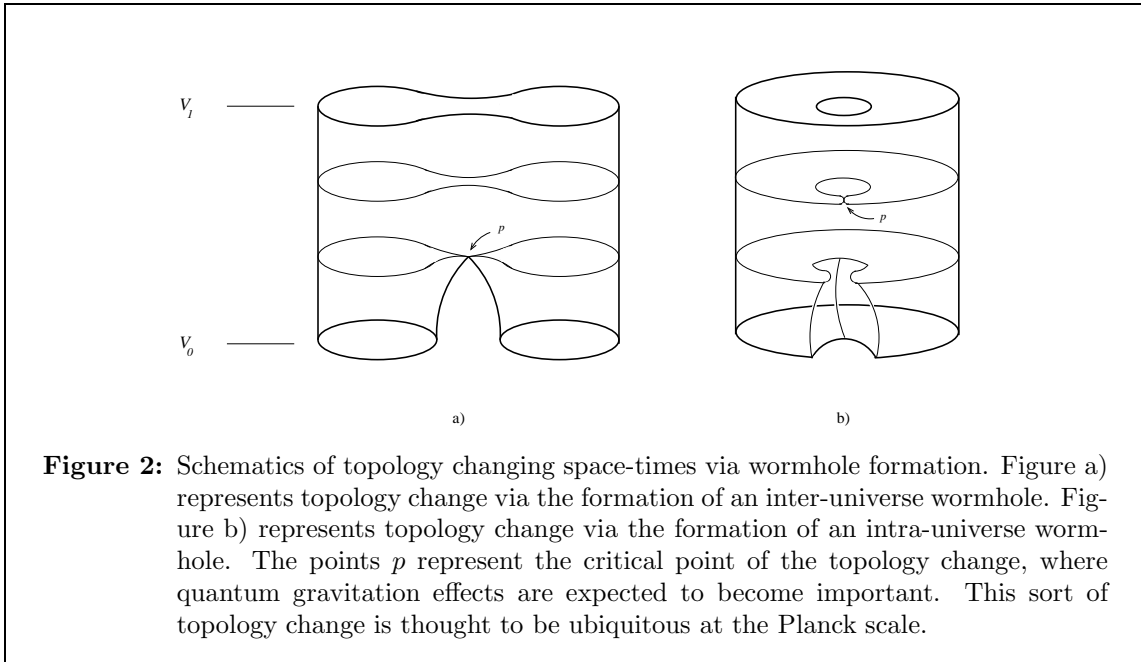 V1
p
p
V0
a)
b)
Figure 2: Schematics of topology changing space-times via wormhole formation. Figure a)
represents topology change via the formation of an inter-universe wormhole. Fig-
ure b) represents topology change via the formation of an intra-universe worm-
hole. The points p represent the critical point of the topology change, where
quantum gravitation effects are expected to become important. This sort of
topology change is thought to be ubiquitous at the Planck scale.